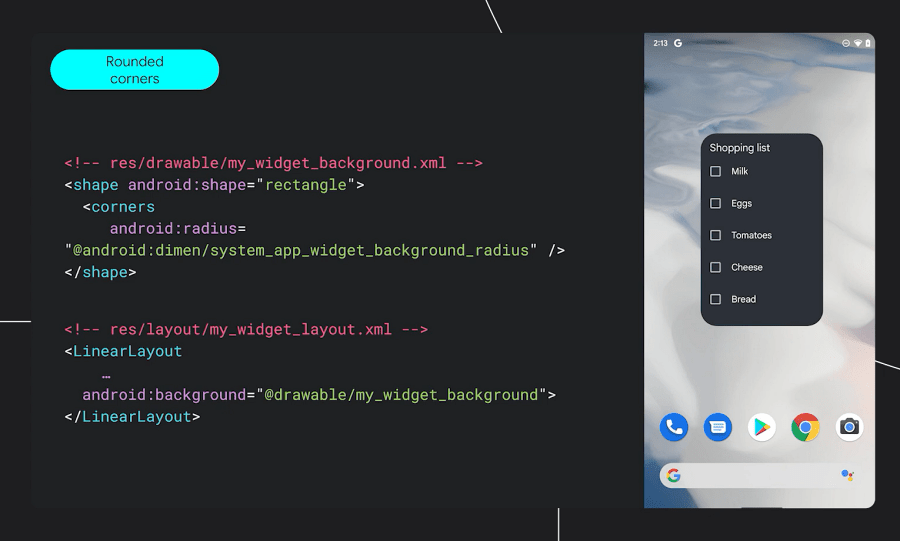 Rounded
corners
<!-- res/drawable/my_widget_background.xml -->
<shape android:shape="rectangle">
<corners
android:radius=
"@android:dimen/system_app_widget_background_radius" />
</shape>
<!-- res/layout/my_widget_layout.xml -->
<LinearLayout
…
android:background="@drawable/my_widget_background">
</LinearLayout>
2:13 G
Shopping list
Milk
Eggs
Tomatoes
Cheese
Bread
G